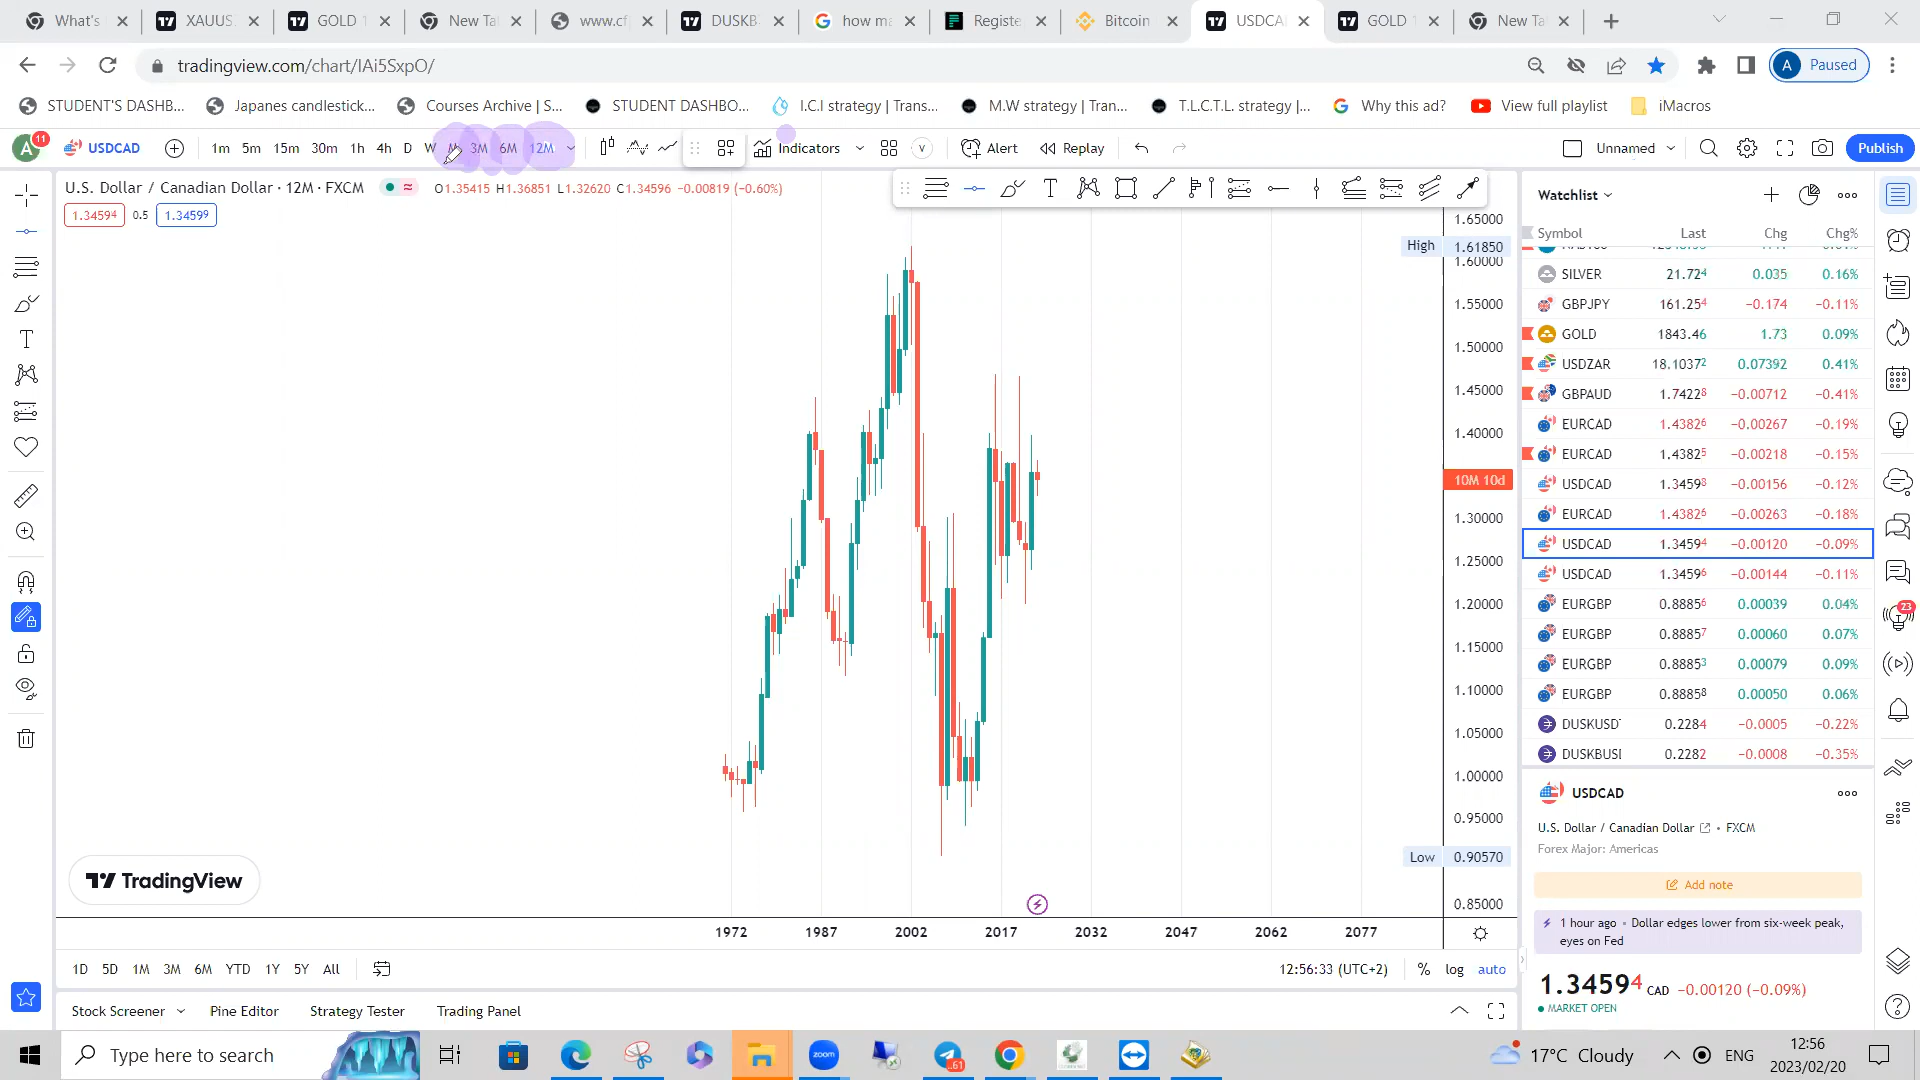 What's
XAUUS
GOLD 1
New Ta
www.cf
DUSKB
how ma
Registe
Bitcoin
USDCA
GOLD 1
New Ta
tradingview.com/chart/IAi5SxpO/
A Paused
STUDENT'S DASHB...
Japanes candlestick...
Courses Archive | S...
STUDENT DASHBO...
I.C.I strategy | Trans...
M.W strategy | Tran...
T.L.C.T.L. strategy |...
Why this ad?
View full playlist
iMacros
A 11 USDCAD 1m 5m 15m 30m 1h 4h D W M 3M 6M 12M Indicators Alert Replay Unnamed Publish
U.S. Dollar / Canadian Dollar · 12M · FXCM O1.35415 H1.36851 L1.32620 C1.34596 −0.00819 (−0.60%)
1.34594 0.5 1.34599
1.65000
High 1.61850
1.60000
1.55000
1.50000
1.45000
1.40000
10M 10d
1.30000
1.25000
1.20000
1.15000
1.10000
1.05000
1.00000
0.95000
Low 0.90570
0.85000
TradingView
1972 1987 2002 2017 2032 2047 2062 2077
1D 5D 1M 3M 6M YTD 1Y 5Y All
12:56:33 (UTC+2) % log auto
Stock Screener Pine Editor Strategy Tester Trading Panel
Watchlist
Symbol Last Chg Chg%
SILVER 21.724 0.035 0.16%
GBPJPY 161.254 −0.174 −0.11%
GOLD 1843.46 1.73 0.09%
USDZAR 18.10372 0.07392 0.41%
GBPAUD 1.74228 −0.00712 −0.41%
EURCAD 1.43826 −0.00267 −0.19%
EURCAD 1.43825 −0.00218 −0.15%
USDCAD 1.34598 −0.00156 −0.12%
EURCAD 1.43826 −0.00263 −0.18%
USDCAD 1.34594 −0.00120 −0.09%
USDCAD 1.34596 −0.00144 −0.11%
EURGBP 0.88856 0.00039 0.04%
EURGBP 0.88857 0.00060 0.07%
EURGBP 0.88853 0.00079 0.09%
EURGBP 0.88858 0.00050 0.06%
DUSKUSD 0.2284 −0.0005 −0.22%
DUSKBUSI 0.2282 −0.0008 −0.35%
USDCAD
U.S. Dollar / Canadian Dollar • FXCM
Forex Major: Americas
Add note
1 hour ago • Dollar edges lower from six-week peak,
eyes on Fed
1.34594 CAD −0.00120 (−0.09%)
MARKET OPEN
23
Type here to search
zoom
61
17°C Cloudy
ENG
12:56
2023/02/20